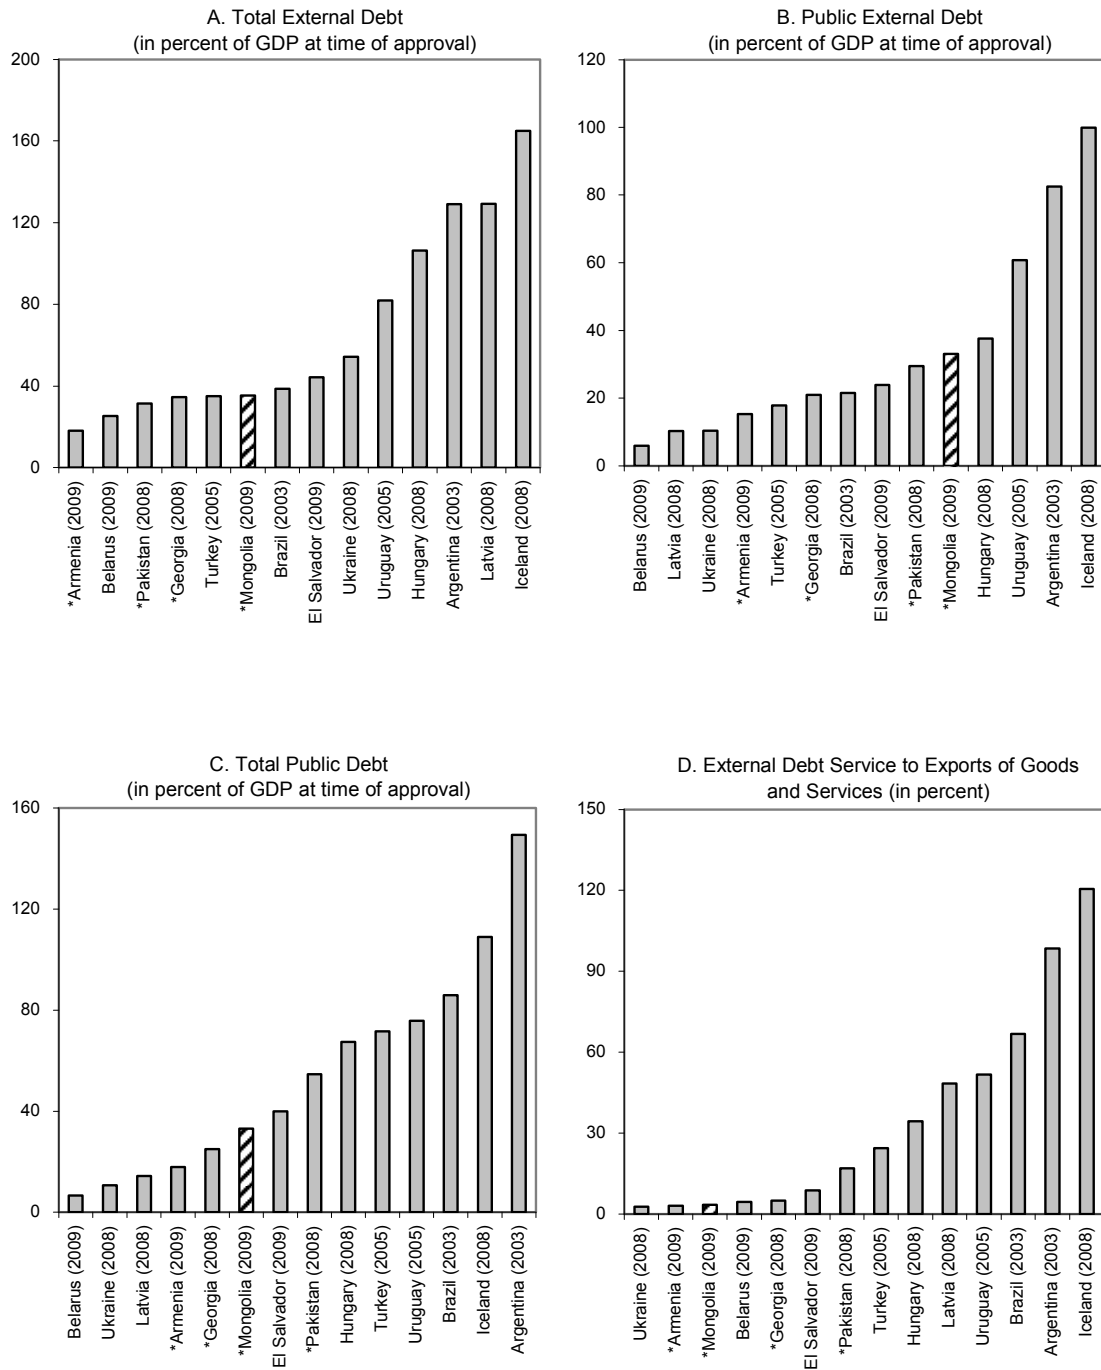 A. Total External Debt
(in percent of GDP at time of approval)
200
160
120
80
40
0
*Armenia (2009)
Belarus (2009)
*Pakistan (2008)
*Georgia (2008)
Turkey (2005)
*Mongolia (2009)
Brazil (2003)
El Salvador (2009)
Ukraine (2008)
Uruguay (2005)
Hungary (2008)
Argentina (2003)
Latvia (2008)
Iceland (2008)
B. Public External Debt
(in percent of GDP at time of approval)
120
100
80
60
40
20
0
Belarus (2009)
Latvia (2008)
Ukraine (2008)
*Armenia (2009)
Turkey (2005)
*Georgia (2008)
Brazil (2003)
El Salvador (2009)
*Pakistan (2008)
*Mongolia (2009)
Hungary (2008)
Uruguay (2005)
Argentina (2003)
Iceland (2008)
C. Total Public Debt
(in percent of GDP at time of approval)
160
120
80
40
0
Belarus (2009)
Ukraine (2008)
Latvia (2008)
*Armenia (2009)
*Georgia (2008)
*Mongolia (2009)
El Salvador (2009)
*Pakistan (2008)
Hungary (2008)
Turkey (2005)
Uruguay (2005)
Brazil (2003)
Iceland (2008)
Argentina (2003)
D. External Debt Service to Exports of Goods
and Services (in percent)
150
120
90
60
30
0
Ukraine (2008)
*Armenia (2009)
*Mongolia (2009)
Belarus (2009)
*Georgia (2008)
El Salvador (2009)
*Pakistan (2008)
Turkey (2005)
Hungary (2008)
Latvia (2008)
Uruguay (2005)
Brazil (2003)
Argentina (2003)
Iceland (2008)